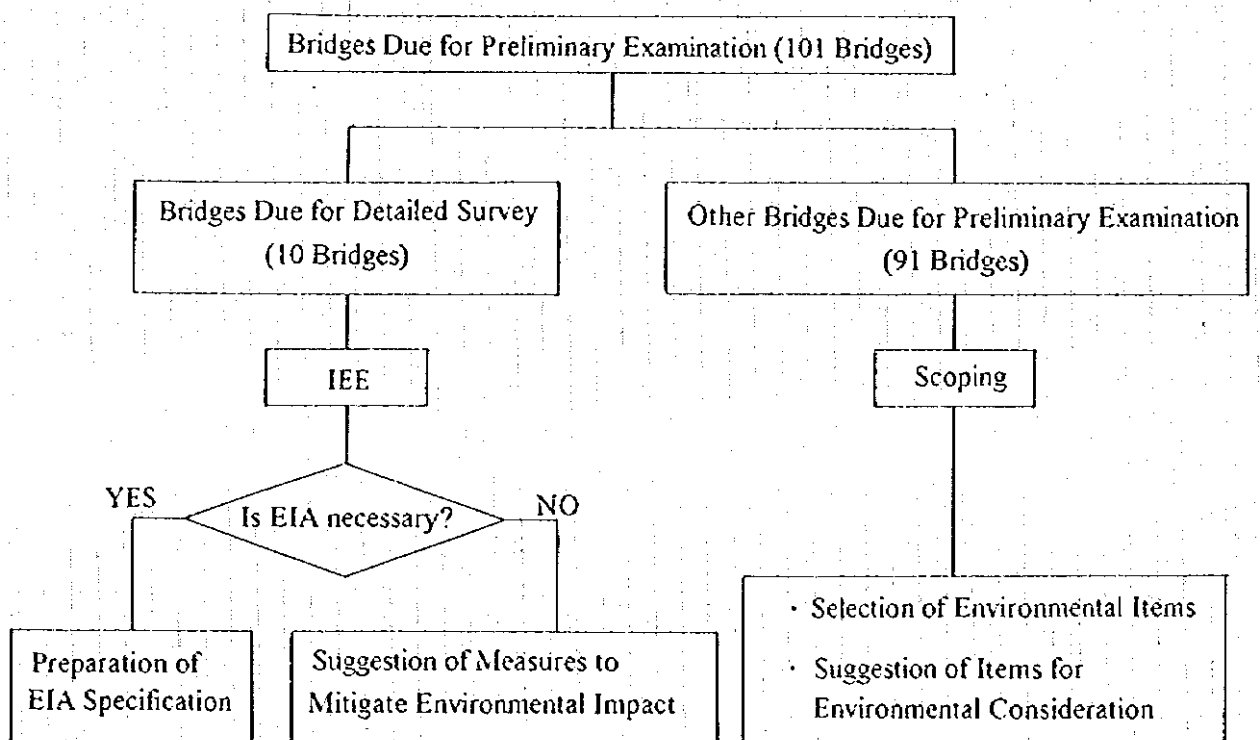 Bridges Due for Preliminary Examination (101 Bridges)
Bridges Due for Detailed Survey
(10 Bridges)
Other Bridges Due for Preliminary Examination
(91 Bridges)
IEE
Scoping
YES
Is EIA necessary?
NO
Preparation of
EIA Specification
Suggestion of Measures to
Mitigate Environmental Impact
· Selection of Environmental Items
· Suggestion of Items for
Environmental Consideration